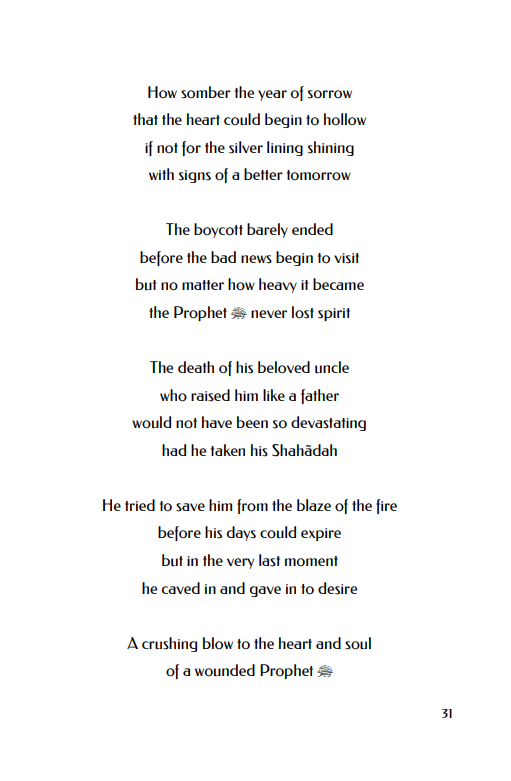 How somber the year of sorrow
that the heart could begin to hollow
if not for the silver lining shining
with signs of a better tomorrow
The boycott barely ended
before the bad news begin to visit
but no matter how heavy it became
the Prophet ﷺ never lost spirit
The death of his beloved uncle
who raised him like a father
would not have been so devastating
had he taken his Shahãdah
He tried to save him from the blaze of the fire
before his days could expire
but in the very last moment
he caved in and gave in to desire
A crushing blow to the heart and soul
of a wounded Prophet ﷺ
31